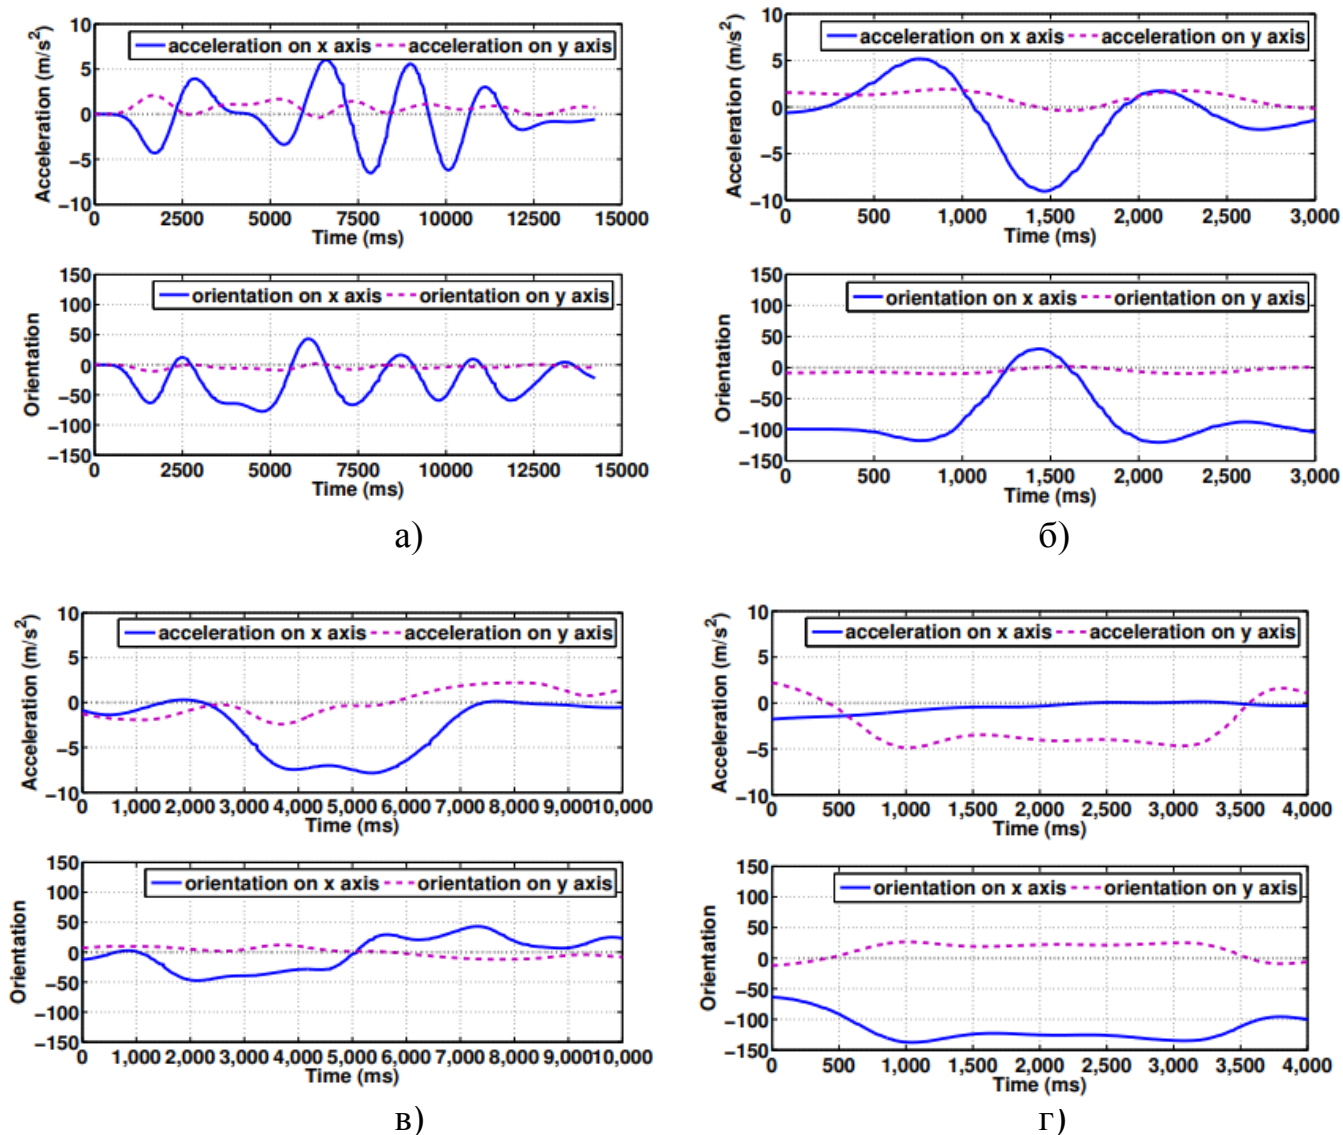 10
5
0
−5
−10
Acceleration (m/s²)
acceleration on x axis acceleration on y axis
0 2500 5000 7500 10000 12500 15000
Time (ms)
150
100
50
0
−50
−100
−150
Orientation
orientation on x axis orientation on y axis
0 2500 5000 7500 10000 12500 15000
Time (ms)
а)
10
5
0
−5
−10
Acceleration (m/s²)
acceleration on x axis acceleration on y axis
0 500 1,000 1,500 2,000 2,500 3,000
Time (ms)
150
100
50
0
−50
−100
−150
Orientation
orientation on x axis orientation on y axis
0 500 1,000 1,500 2,000 2,500 3,000
Time (ms)
б)
10
5
0
−5
−10
Acceleration (m/s²)
acceleration on x axis acceleration on y axis
0 1,000 2,000 3,000 4,000 5,000 6,000 7,000 8,000 9,000 10,000
Time (ms)
150
100
50
0
−50
−100
−150
Orientation
orientation on x axis orientation on y axis
0 1,000 2,000 3,000 4,000 5,000 6,000 7,000 8,000 9,000 10,000
Time (ms)
в)
10
5
0
−5
−10
Acceleration (m/s²)
acceleration on x axis acceleration on y axis
0 500 1,000 1,500 2,000 2,500 3,000 3,500 4,000
Time (ms)
150
100
50
0
−50
−100
−150
Orientation
orientation on x axis orientation on y axis
0 500 1,000 1,500 2,000 2,500 3,000 3,500 4,000
Time (ms)
г)